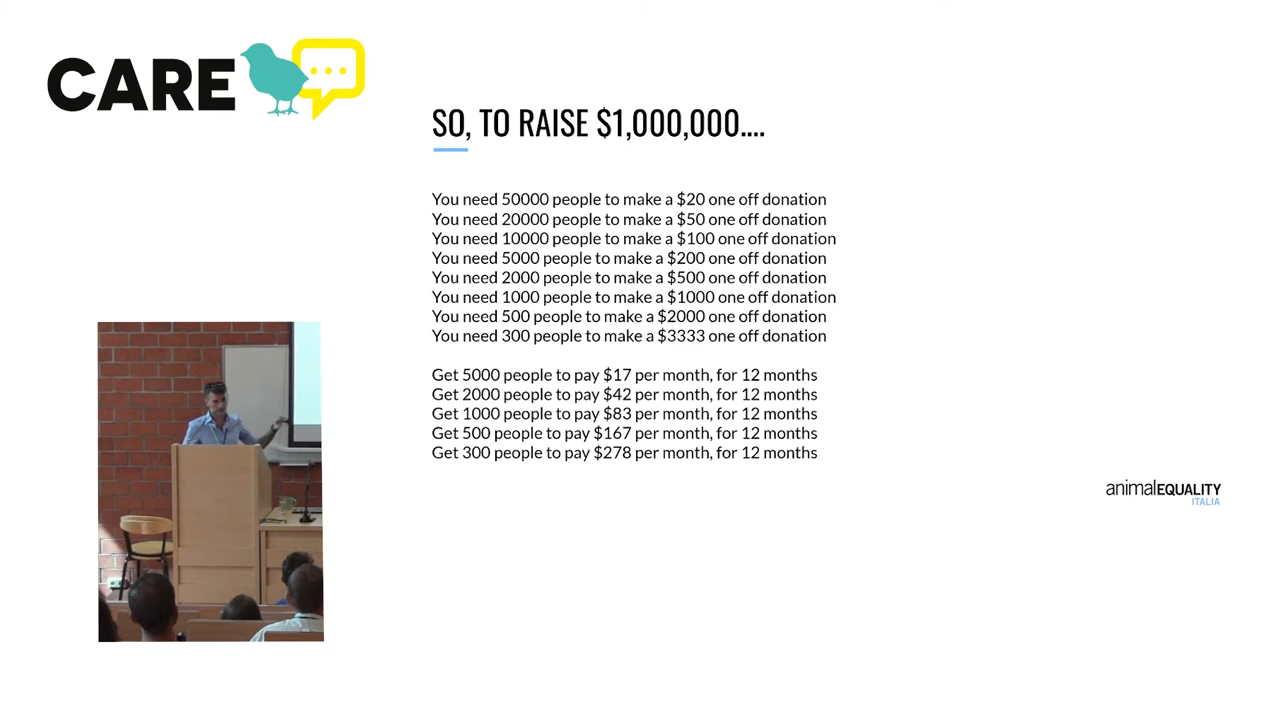 CARE
SO, TO RAISE $1,000,000....
You need 50000 people to make a $20 one off donation
You need 20000 people to make a $50 one off donation
You need 10000 people to make a $100 one off donation
You need 5000 people to make a $200 one off donation
You need 2000 people to make a $500 one off donation
You need 1000 people to make a $1000 one off donation
You need 500 people to make a $2000 one off donation
You need 300 people to make a $3333 one off donation
Get 5000 people to pay $17 per month, for 12 months
Get 2000 people to pay $42 per month, for 12 months
Get 1000 people to pay $83 per month, for 12 months
Get 500 people to pay $167 per month, for 12 months
Get 300 people to pay $278 per month, for 12 months
animalEQUALITY
ITALIA